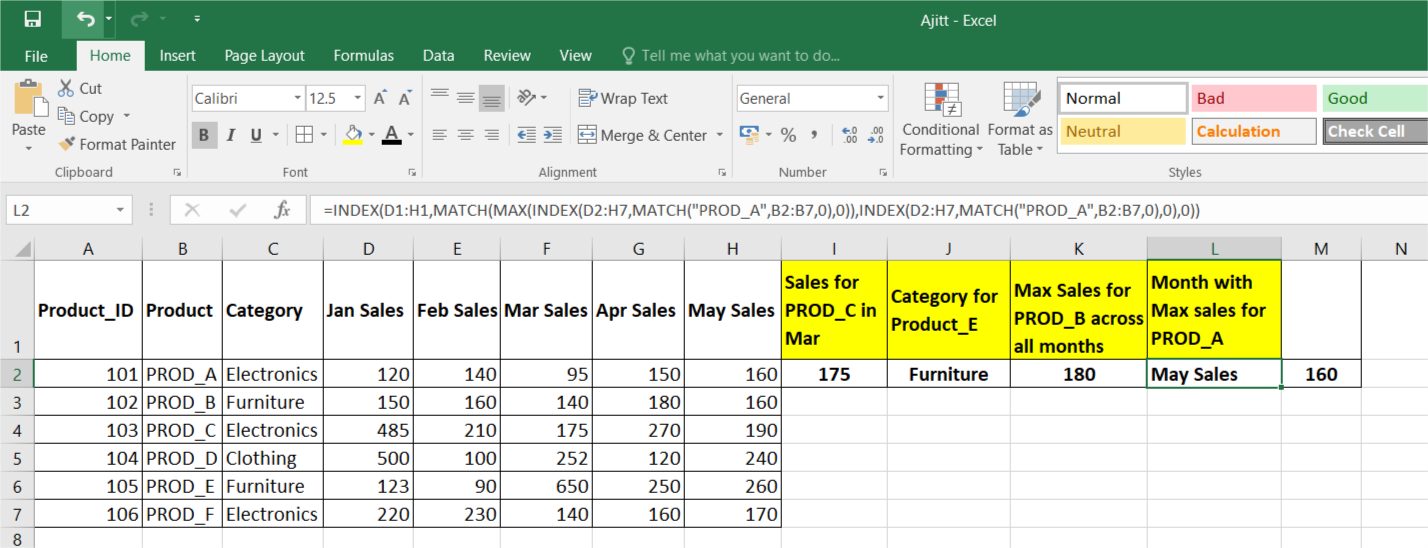 Ajitt - Excel
File Home Insert Page Layout Formulas Data Review View Tell me what you want to do...
Paste
Cut
Copy
Format Painter
Clipboard
Calibri 12.5 A A
B I U A
Font
Wrap Text
Merge & Center
Alignment
General
% , .0 .00 .00 .0
Number
Conditional Formatting
Format as Table
Normal Bad Good
Neutral Calculation Check Cell
Styles
L2 fx =INDEX(D1:H1,MATCH(MAX(INDEX(D2:H7,MATCH("PROD_A",B2:B7,0),0)),INDEX(D2:H7,MATCH("PROD_A",B2:B7,0),0),0))
A B C D E F G H I J K L M N
1 Product_ID Product Category Jan Sales Feb Sales Mar Sales Apr Sales May Sales Sales for PROD_C in Mar Category for Product_E Max Sales for PROD_B across all months Month with Max sales for PROD_A
2 101 PROD_A Electronics 120 140 95 150 160 175 Furniture 180 May Sales 160
3 102 PROD_B Furniture 150 160 140 180 160
4 103 PROD_C Electronics 485 210 175 270 190
5 104 PROD_D Clothing 500 100 252 120 240
6 105 PROD_E Furniture 123 90 650 250 260
7 106 PROD_F Electronics 220 230 140 160 170
8